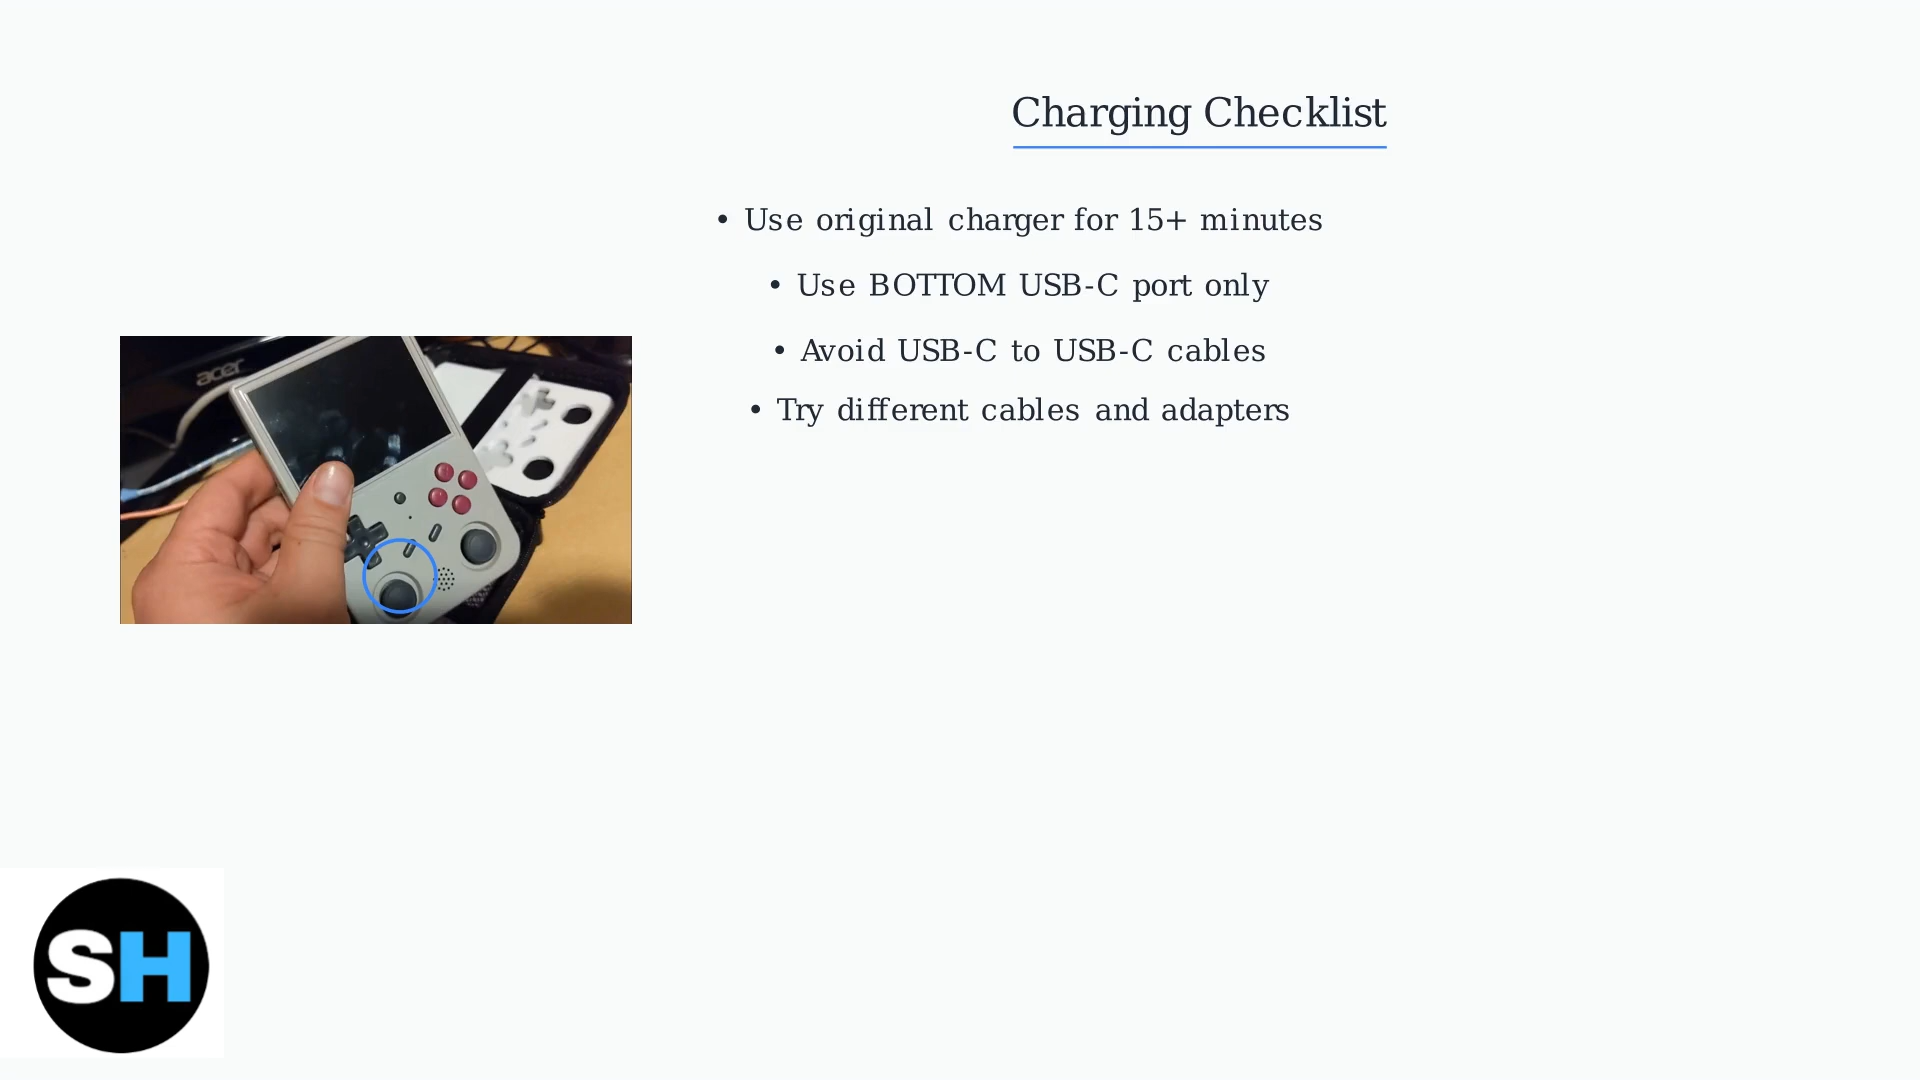 Charging Checklist
• Use original charger for 15+ minutes
• Use BOTTOM USB-C port only
• Avoid USB-C to USB-C cables
• Try different cables and adapters
acer
SH